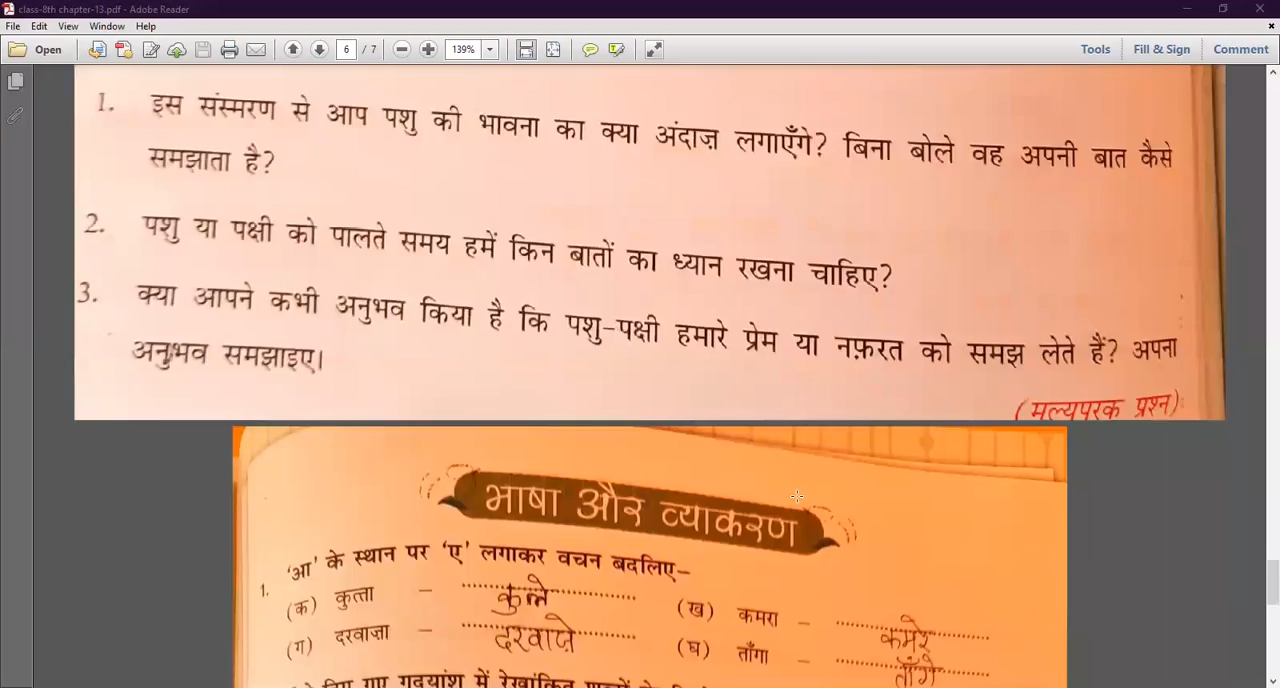 class-8th chapter-13.pdf - Adobe Reader
File Edit View Window Help
Open 6 / 7 139% Tools Fill & Sign Comment
1. इस संस्मरण से आप पशु की भावना का क्या अंदाज़ लगाएँगे? बिना बोले वह अपनी बात कैसे
समझाता है?
2. पशु या पक्षी को पालते समय हमें किन बातों का ध्यान रखना चाहिए?
3. क्या आपने कभी अनुभव किया है कि पशु-पक्षी हमारे प्रेम या नफ़रत को समझ लेते हैं? अपना
अनुभव समझाइए।
(मूल्यपरक प्रश्न)
भाषा और व्याकरण
1. 'आ' के स्थान पर 'ए' लगाकर वचन बदलिए–
(क) कुत्ता – कुत्ते (ख) कमरा – कमरे
(ग) दरवाज़ा – दरवाज़े (घ) ताँगा – ताँगे
गद्यांश में रेखांकित